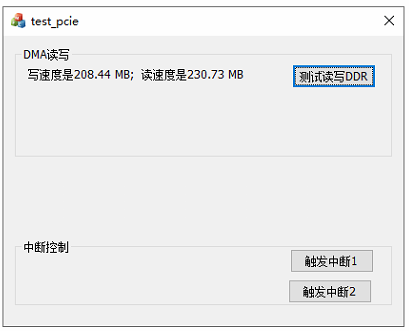 test_pcie
DMA读写
写速度是208.44 MB; 读速度是230.73 MB
测试读写DDR
中断控制
触发中断1
触发中断2